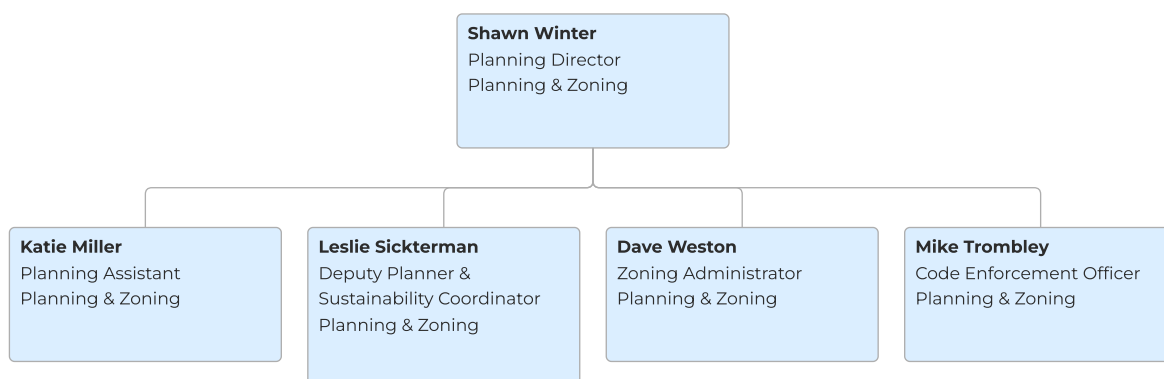 Shawn Winter
Planning Director
Planning & Zoning
Katie Miller
Planning Assistant
Planning & Zoning
Leslie Sickterman
Deputy Planner &
Sustainability Coordinator
Planning & Zoning
Dave Weston
Zoning Administrator
Planning & Zoning
Mike Trombley
Code Enforcement Officer
Planning & Zoning